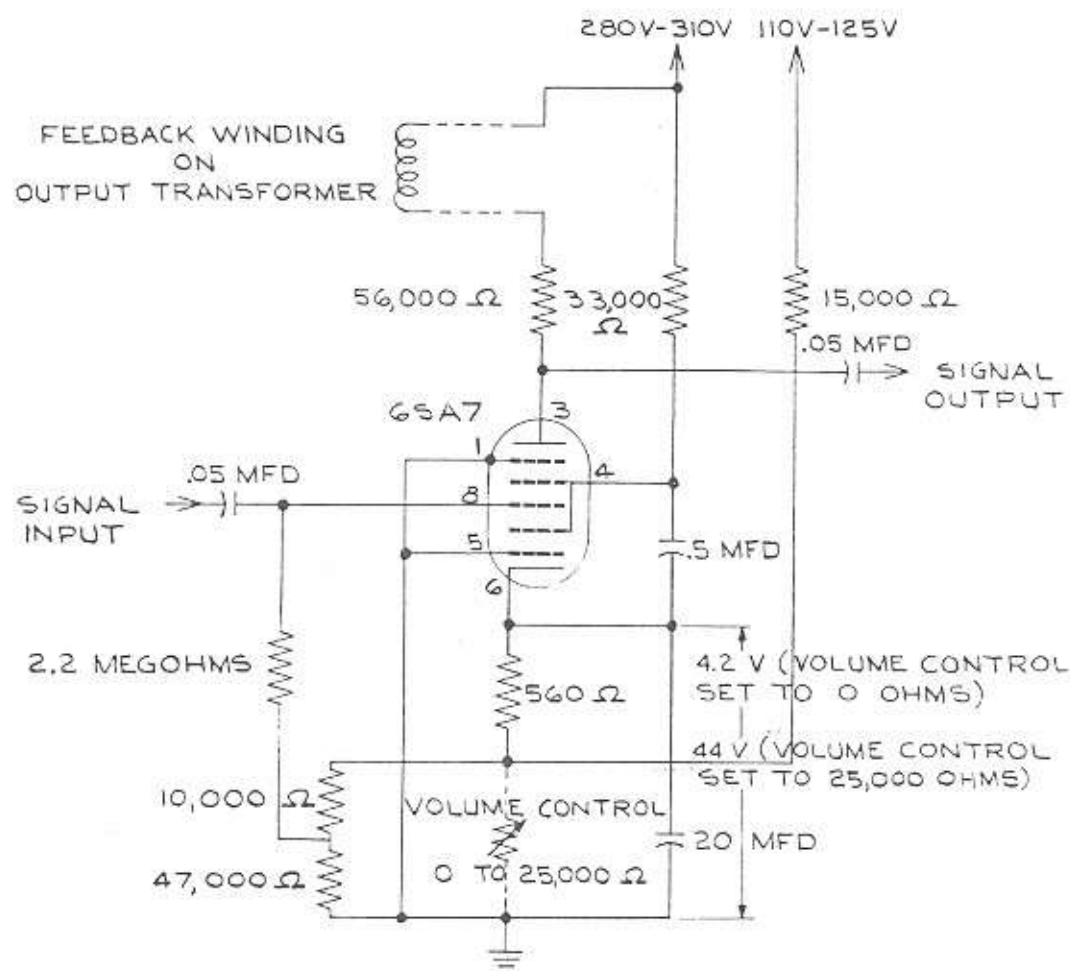 280V-310V 110V-125V
FEEDBACK WINDING
ON
OUTPUT TRANSFORMER
56,000 Ω
33,000
Ω
15,000 Ω
.05 MFD
SIGNAL
OUTPUT
6SA7
3
1
4
.05 MFD
8
SIGNAL
INPUT
5
.5 MFD
6
2.2 MEGOHMS
560 Ω
4.2 V (VOLUME CONTROL
SET TO 0 OHMS)
44 V (VOLUME CONTROL
SET TO 25,000 OHMS)
10,000 Ω
VOLUME CONTROL
20 MFD
47,000 Ω
0 TO 25,000 Ω